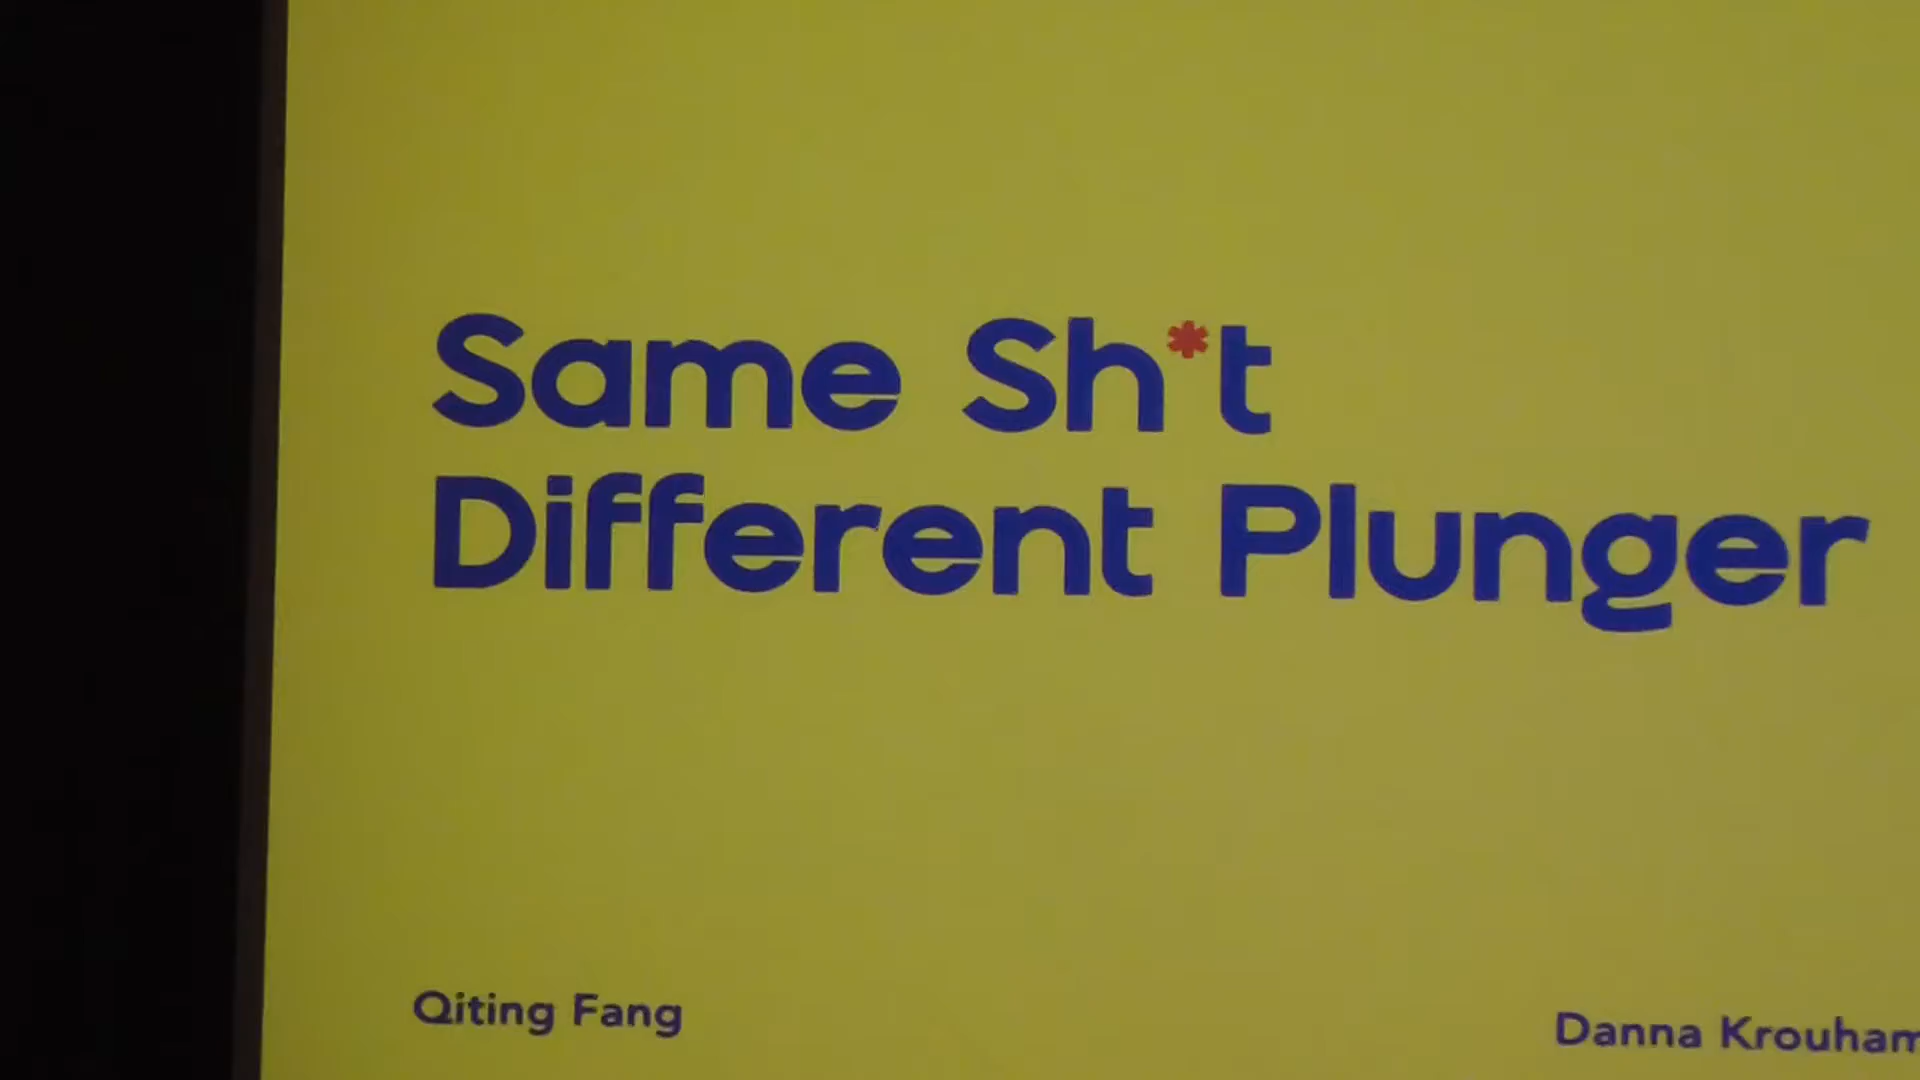 Same Sh*t
Different Plunger
Qiting Fang
Danna Krouham